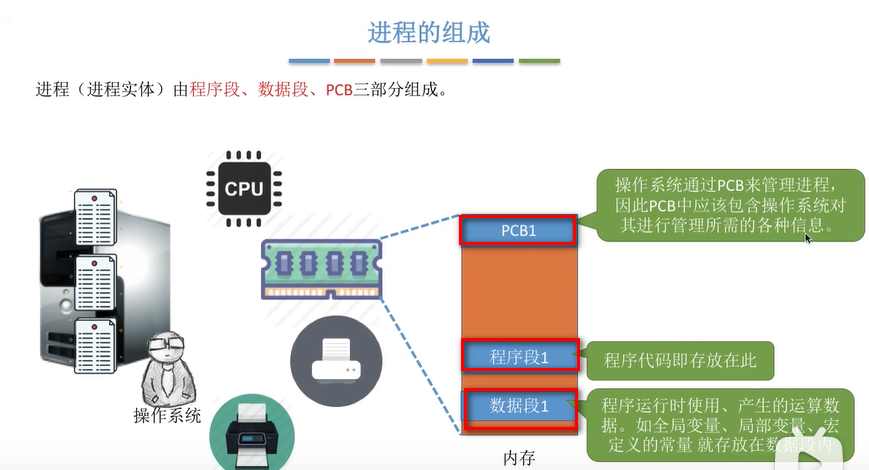 进程的组成
进程（进程实体）由程序段、数据段、PCB三部分组成。
CPU
操作系统
PCB1
程序段1
数据段1
内存
操作系统通过PCB来管理进程，
因此PCB中应该包含操作系统对
其进行管理所需的各种信息。
程序代码即存放在此
程序运行时使用、产生的运算数
据。如全局变量、局部变量、宏
定义的常量 就存放在数据段内